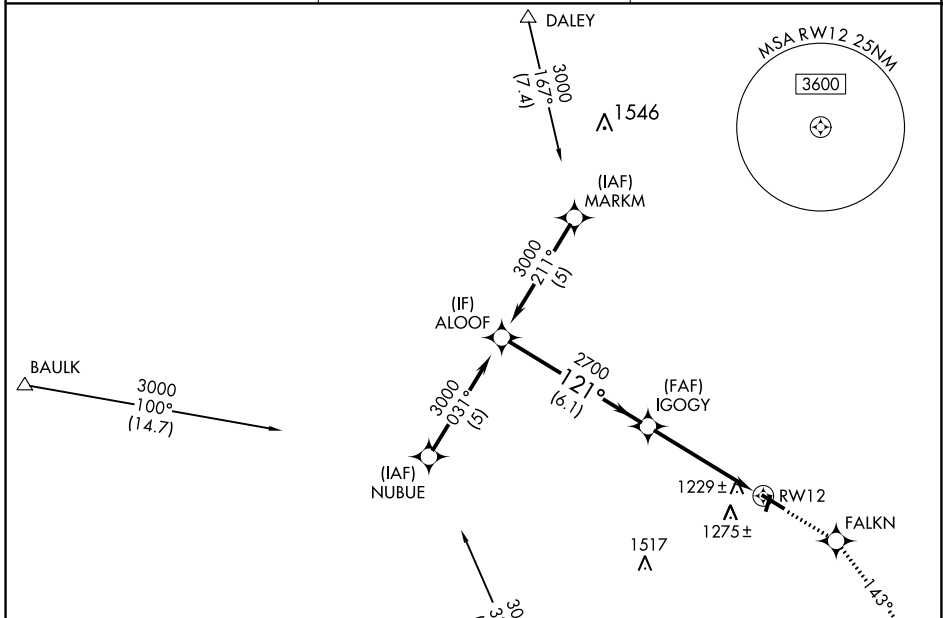 DALEY
MSA RW12 25NM
3600
3000
167°
(7.4)
1546
(IAF)
MARKM
3000
211°
(5)
(IF)
ALOOF
BAULK
3000
100°
(14.7)
2700
121°
(6.1)
(FAF)
IGOGY
3000
031°
(5)
(IAF)
NUBUE
1229±
RW12
1275±
FALKN
1517
143°
30